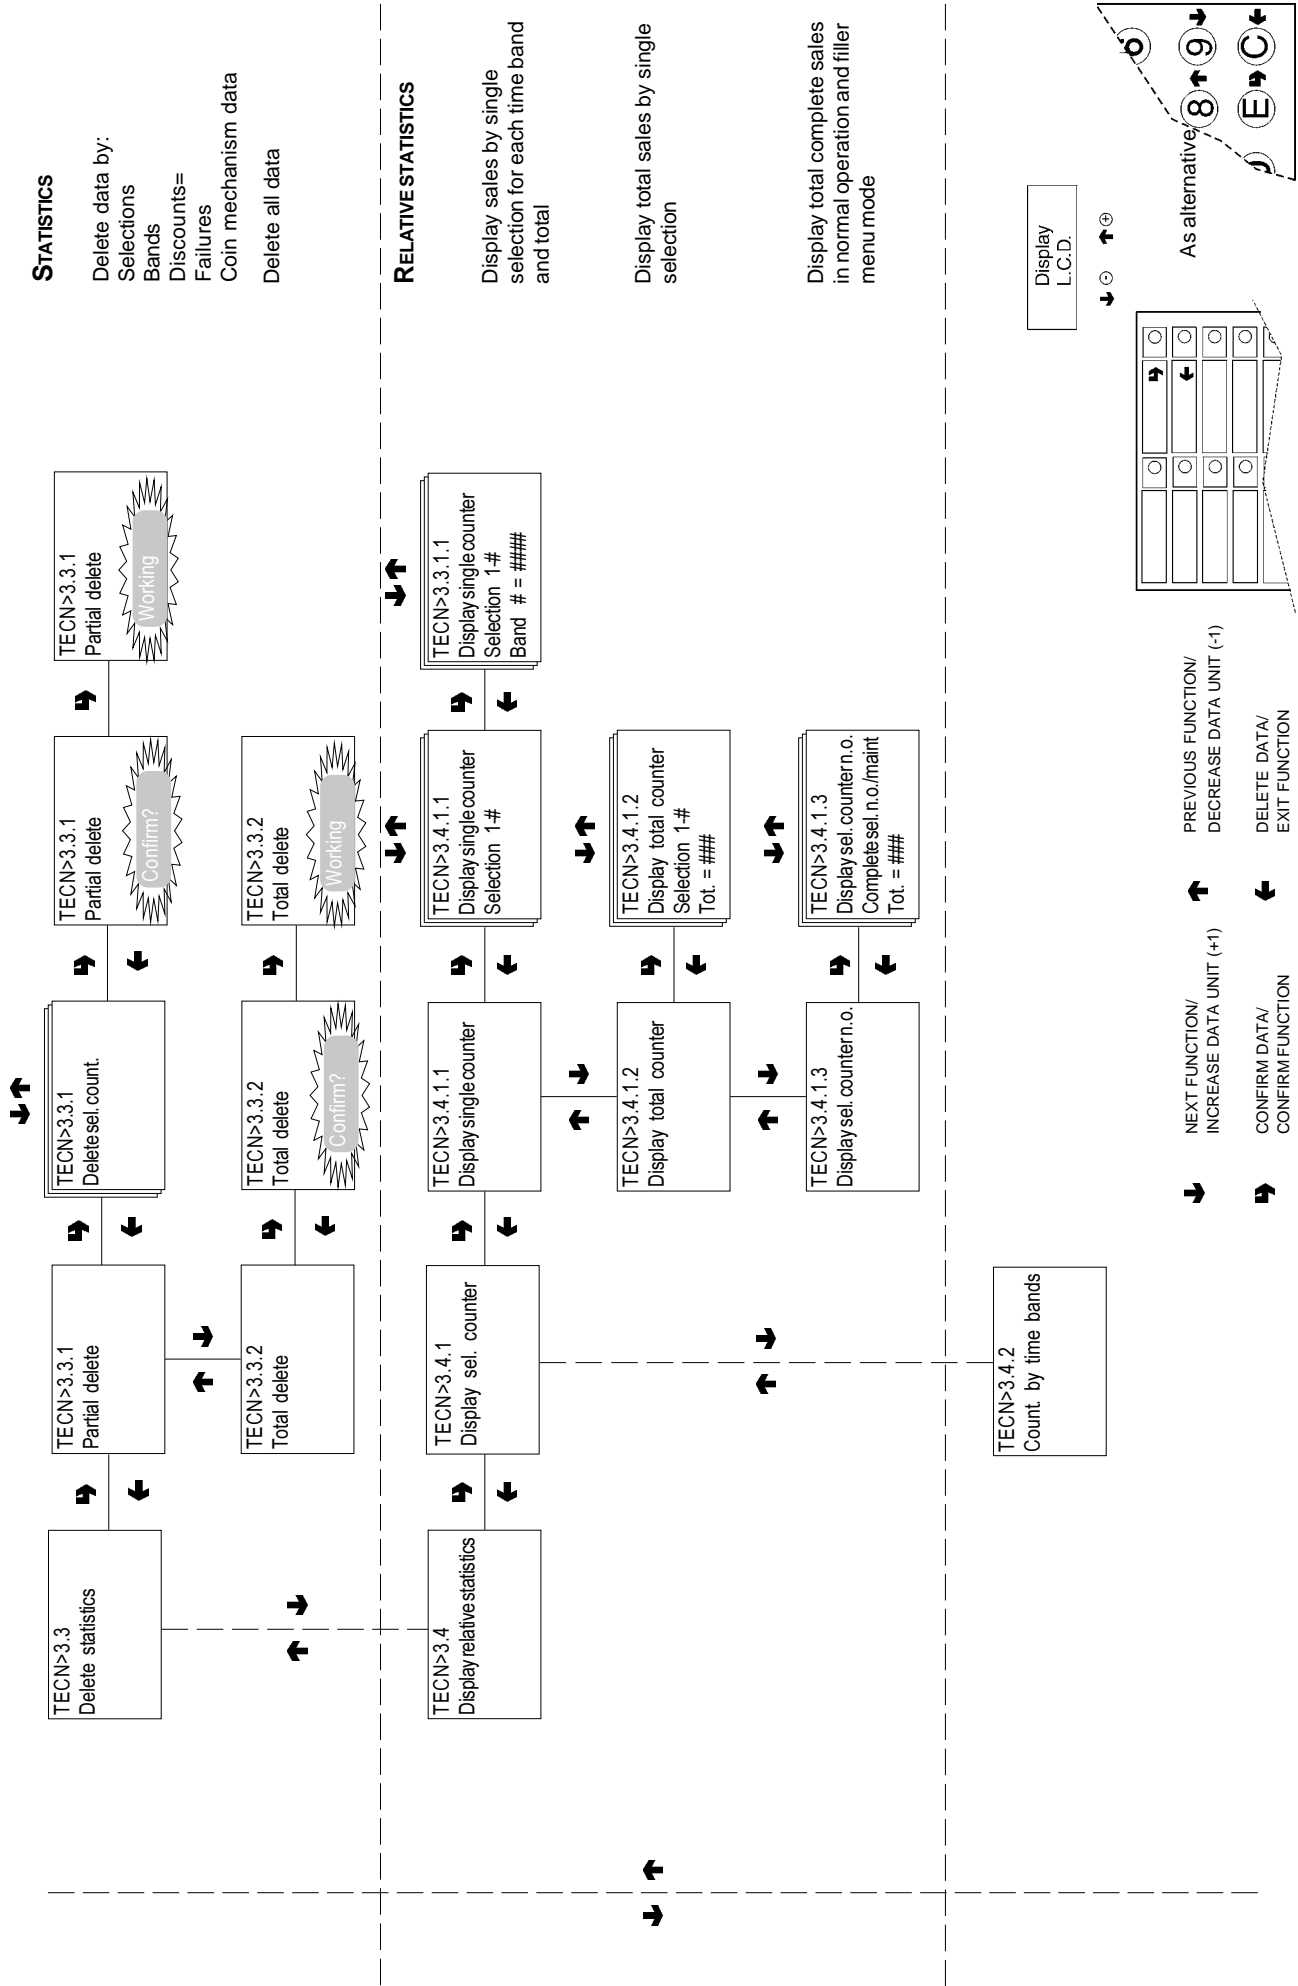 STATISTICS
Delete data by:
Selections
Bands
Discounts=
Failures
Coin mechanism data
Delete all data
TECN>3.3
Delete statistics
TECN>3.3.1
Partial delete
TECN>3.3.1
Deletesel.count.
TECN>3.3.1
Partial delete
Confirm?
TECN>3.3.1
Partial delete
Working
TECN>3.3.2
Total delete
TECN>3.3.2
Total delete
Confirm?
TECN>3.3.2
Total delete
Working
RELATIVE STATISTICS
Display sales by single
selection for each time band
and total
Display total sales by single
selection
Display total complete sales
in normal operation and filler
menu mode
TECN>3.4
Display relative statistics
TECN>3.4.1
Display sel. counter
TECN>3.4.1.1
Display single counter
TECN>3.4.1.1
Display single counter
Selection 1-#
TECN>3.3.1.1
Display single counter
Selection 1-#
Band # = ####
TECN>3.4.1.2
Display total counter
TECN>3.4.1.2
Display total counter
Selection 1-#
Tot. = ###
TECN>3.4.1.3
Display sel. counter n.o.
TECN>3.4.1.3
Display sel. counter n.o.
Complete sel. n.o./maint
Tot. = ###
TECN>3.4.2
Count. by time bands
NEXT FUNCTION/
INCREASE DATA UNIT (+1)
PREVIOUS FUNCTION/
DECREASE DATA UNIT (-1)
CONFIRM DATA/
CONFIRM FUNCTION
DELETE DATA/
EXIT FUNCTION
Display
L.C.D.
- +
As alternative
8 9
E C